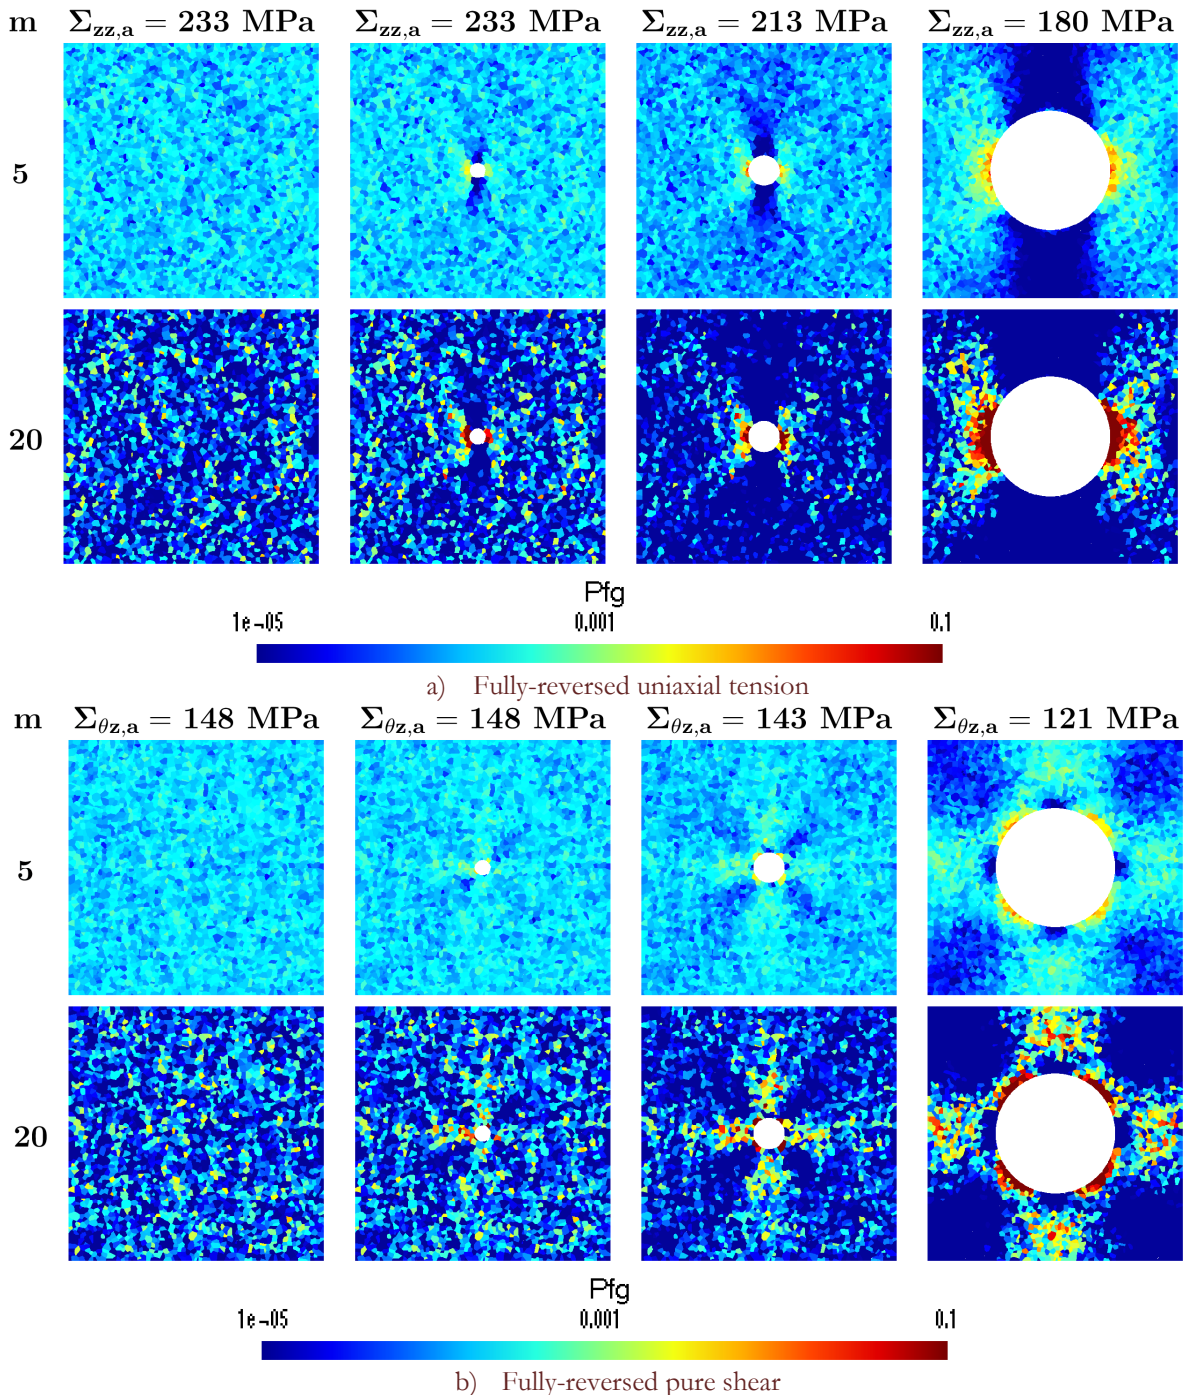 m Σzz,a = 233 MPa Σzz,a = 233 MPa Σzz,a = 213 MPa Σzz,a = 180 MPa
5
20
Pfg
1e-05 0.001 0.1
a) Fully-reversed uniaxial tension
m Σθz,a = 148 MPa Σθz,a = 148 MPa Σθz,a = 143 MPa Σθz,a = 121 MPa
5
20
Pfg
1e-05 0.001 0.1
b) Fully-reversed pure shear